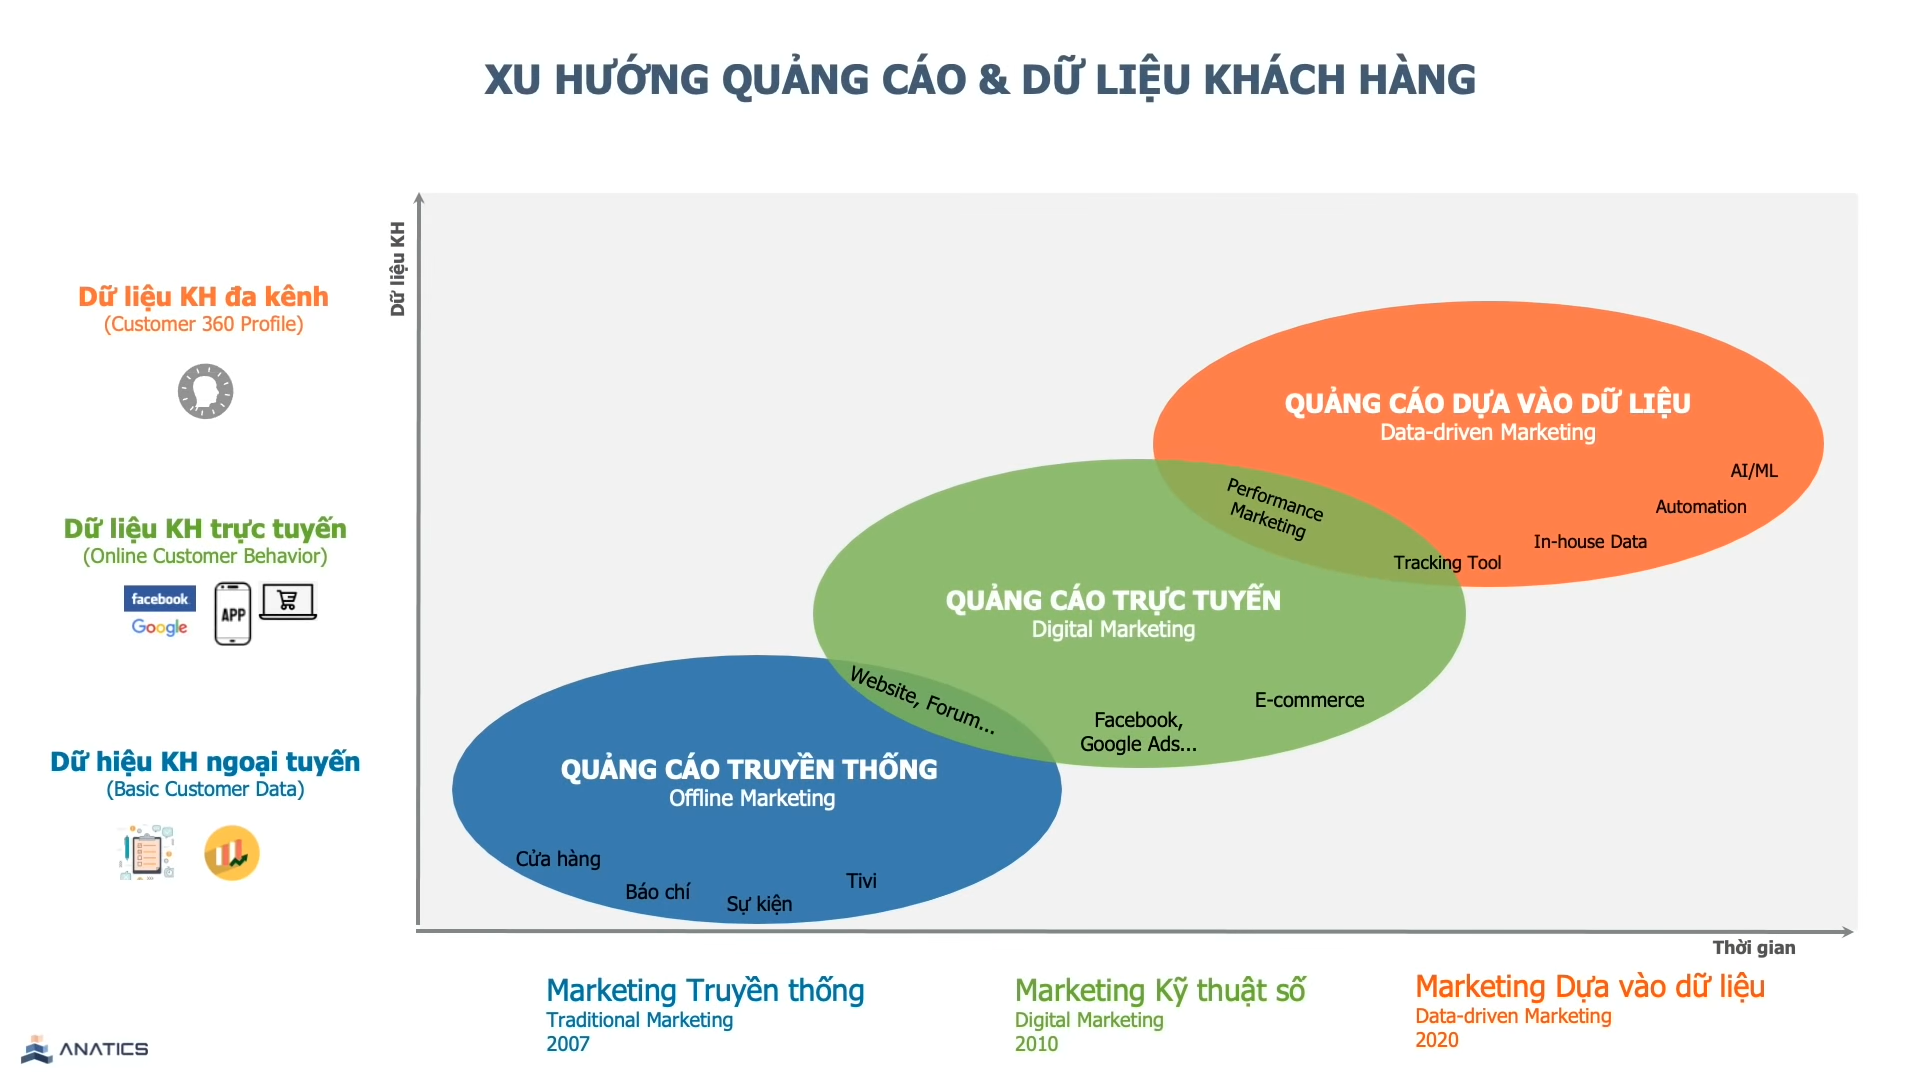 XU HƯỚNG QUẢNG CÁO & DỮ LIỆU KHÁCH HÀNG
Dữ liệu KH
Dữ liệu KH đa kênh
(Customer 360 Profile)
Dữ liệu KH trực tuyến
(Online Customer Behavior)
facebook
Google
APP
Dữ hiệu KH ngoại tuyến
(Basic Customer Data)
QUẢNG CÁO DỰA VÀO DỮ LIỆU
Data-driven Marketing
AI/ML
Automation
In-house Data
Tracking Tool
Performance
Marketing
QUẢNG CÁO TRỰC TUYẾN
Digital Marketing
E-commerce
Facebook,
Google Ads...
Website, Forum...
QUẢNG CÁO TRUYỀN THỐNG
Offline Marketing
Cửa hàng
Báo chí
Sự kiện
Tivi
Thời gian
Marketing Truyền thống
Traditional Marketing
2007
Marketing Kỹ thuật số
Digital Marketing
2010
Marketing Dựa vào dữ liệu
Data-driven Marketing
2020
ANATICS